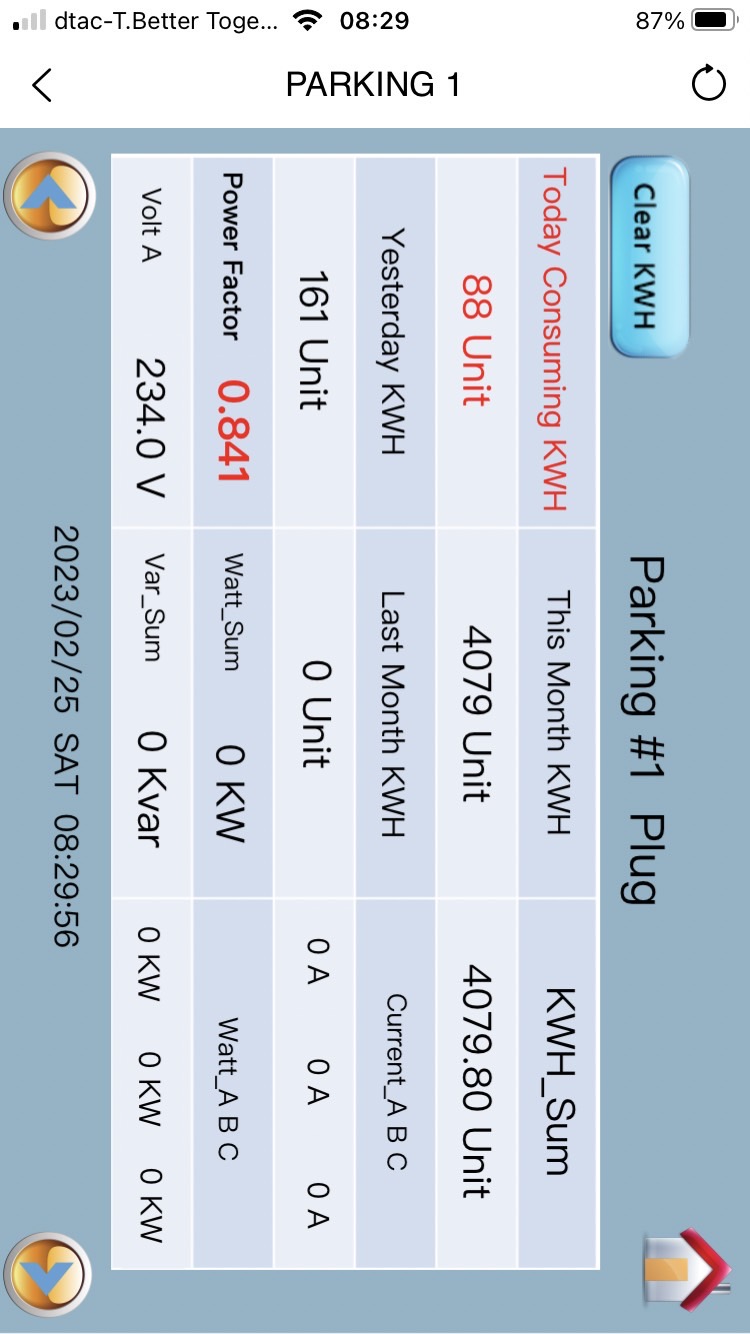 87%
dtac-T.Better Toge... 08:29
PARKING 1
Clear KWH
Parking #1 Plug
Today Consuming KWH
This Month KWH
KWH_Sum
88 Unit
4079 Unit
4079.80 Unit
Yesterday KWH
Last Month KWH
Current_A B C
161 Unit
0 Unit
0 A 0 A 0 A
Power Factor 0.841
Watt_Sum 0 KW
Watt_A B C
Volt A 234.0 V
Var_Sum 0 Kvar
0 KW 0 KW 0 KW
2023/02/25 SAT 08:29:56